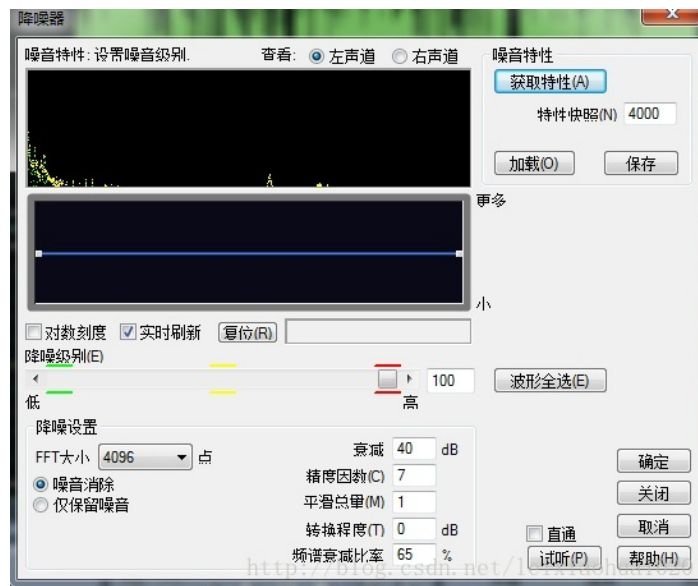 降噪器
噪音特性: 设置噪音级别.
查看: 左声道 右声道
噪音特性
获取特性(A)
特性快照(N) 4000
加载(O) 保存
更多
小
对数刻度 实时刷新 复位(R)
降噪级别(E)
100 波形全选(E)
低 高
降噪设置
FFT大小 4096 点
噪音消除
仅保留噪音
衰减 40 dB
精度因数(C) 7
平滑总里(M) 1
转换程度(T) 0 dB
频谱衰减比率 65 %
确定
关闭
直通 取消
试听(P) 帮助(H)
http://blog.csdn.net/leixiaohua1020